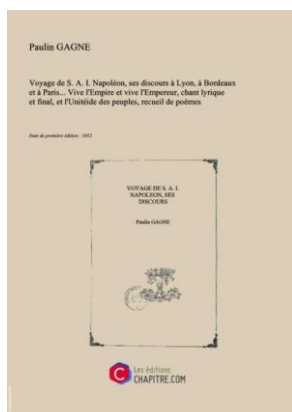 Paulin GAGNE
Voyage de S. A. I. Napoléon, ses discours à Lyon, à Bordeaux
et à Paris... Vive l'Empire et vive l'Empereur, chant lyrique
et final, et l'Unitéide des peuples, recueil de poèmes
Date de première édition : 1852
VOYAGE DE S. A. I.
NAPOLEON, SES
DISCOURS
Paulin GAGNE
Les éditions
CHAPITRE.COM